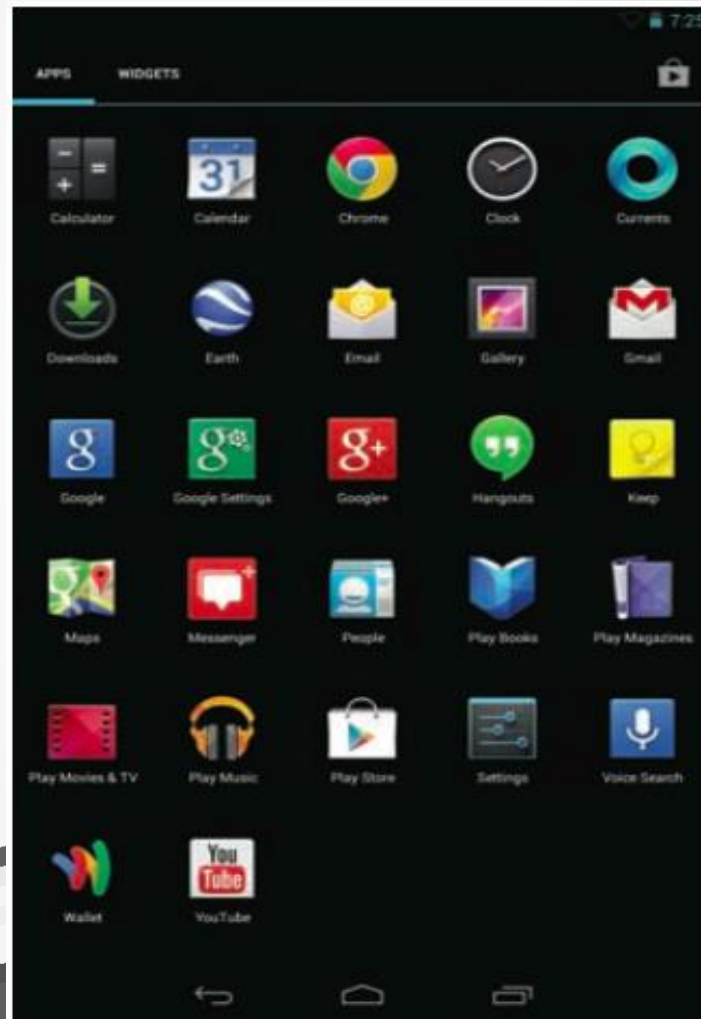 7:25
APPS WIDGETS
31
Calculator Calendar Chrome Clock Currents
Downloads Earth Email Gallery Gmail
g g g+
Google Google Settings Google+ Hangouts Keep
Maps Messenger People Play Books Play Magazines
Play Movies & TV Play Music Play Store Settings Voice Search
You
Tube
Wallet YouTube